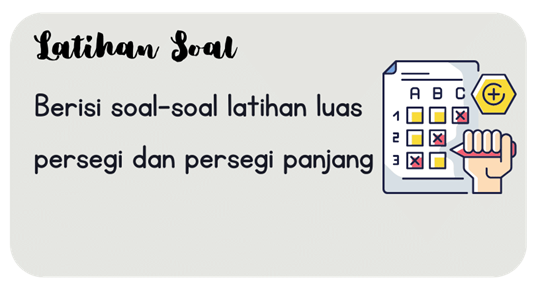 Latihan Soal
Berisi soal-soal latihan luas
persegi dan persegi panjang
A B C
1
2
3